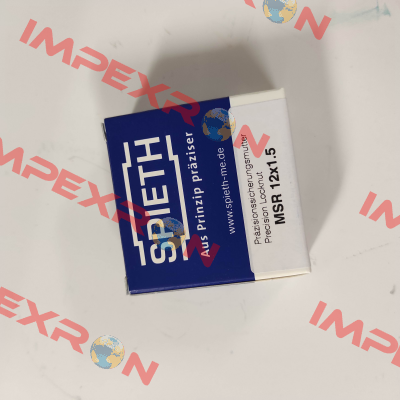 SPIETH
Aus Prinzip präziser
www.spieth-me.de
Präzisionssicherungsmutter
Precision Locknut
MSR 12x1.5
IMPEXRON
IMPEXRON
IMPEXRON
IMPEXRON